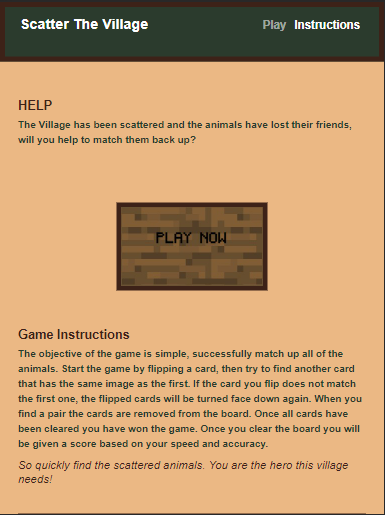 Scatter The Village
Play Instructions
HELP
The Village has been scattered and the animals have lost their friends,
will you help to match them back up?
PLAY NOW
Game Instructions
The objective of the game is simple, successfully match up all of the
animals. Start the game by flipping a card, then try to find another card
that has the same image as the first. If the card you flip does not match
the first one, the flipped cards will be turned face down again. When you
find a pair the cards are removed from the board. Once all cards have
been cleared you have won the game. Once you clear the board you will
be given a score based on your speed and accuracy.
So quickly find the scattered animals. You are the hero this village
needs!